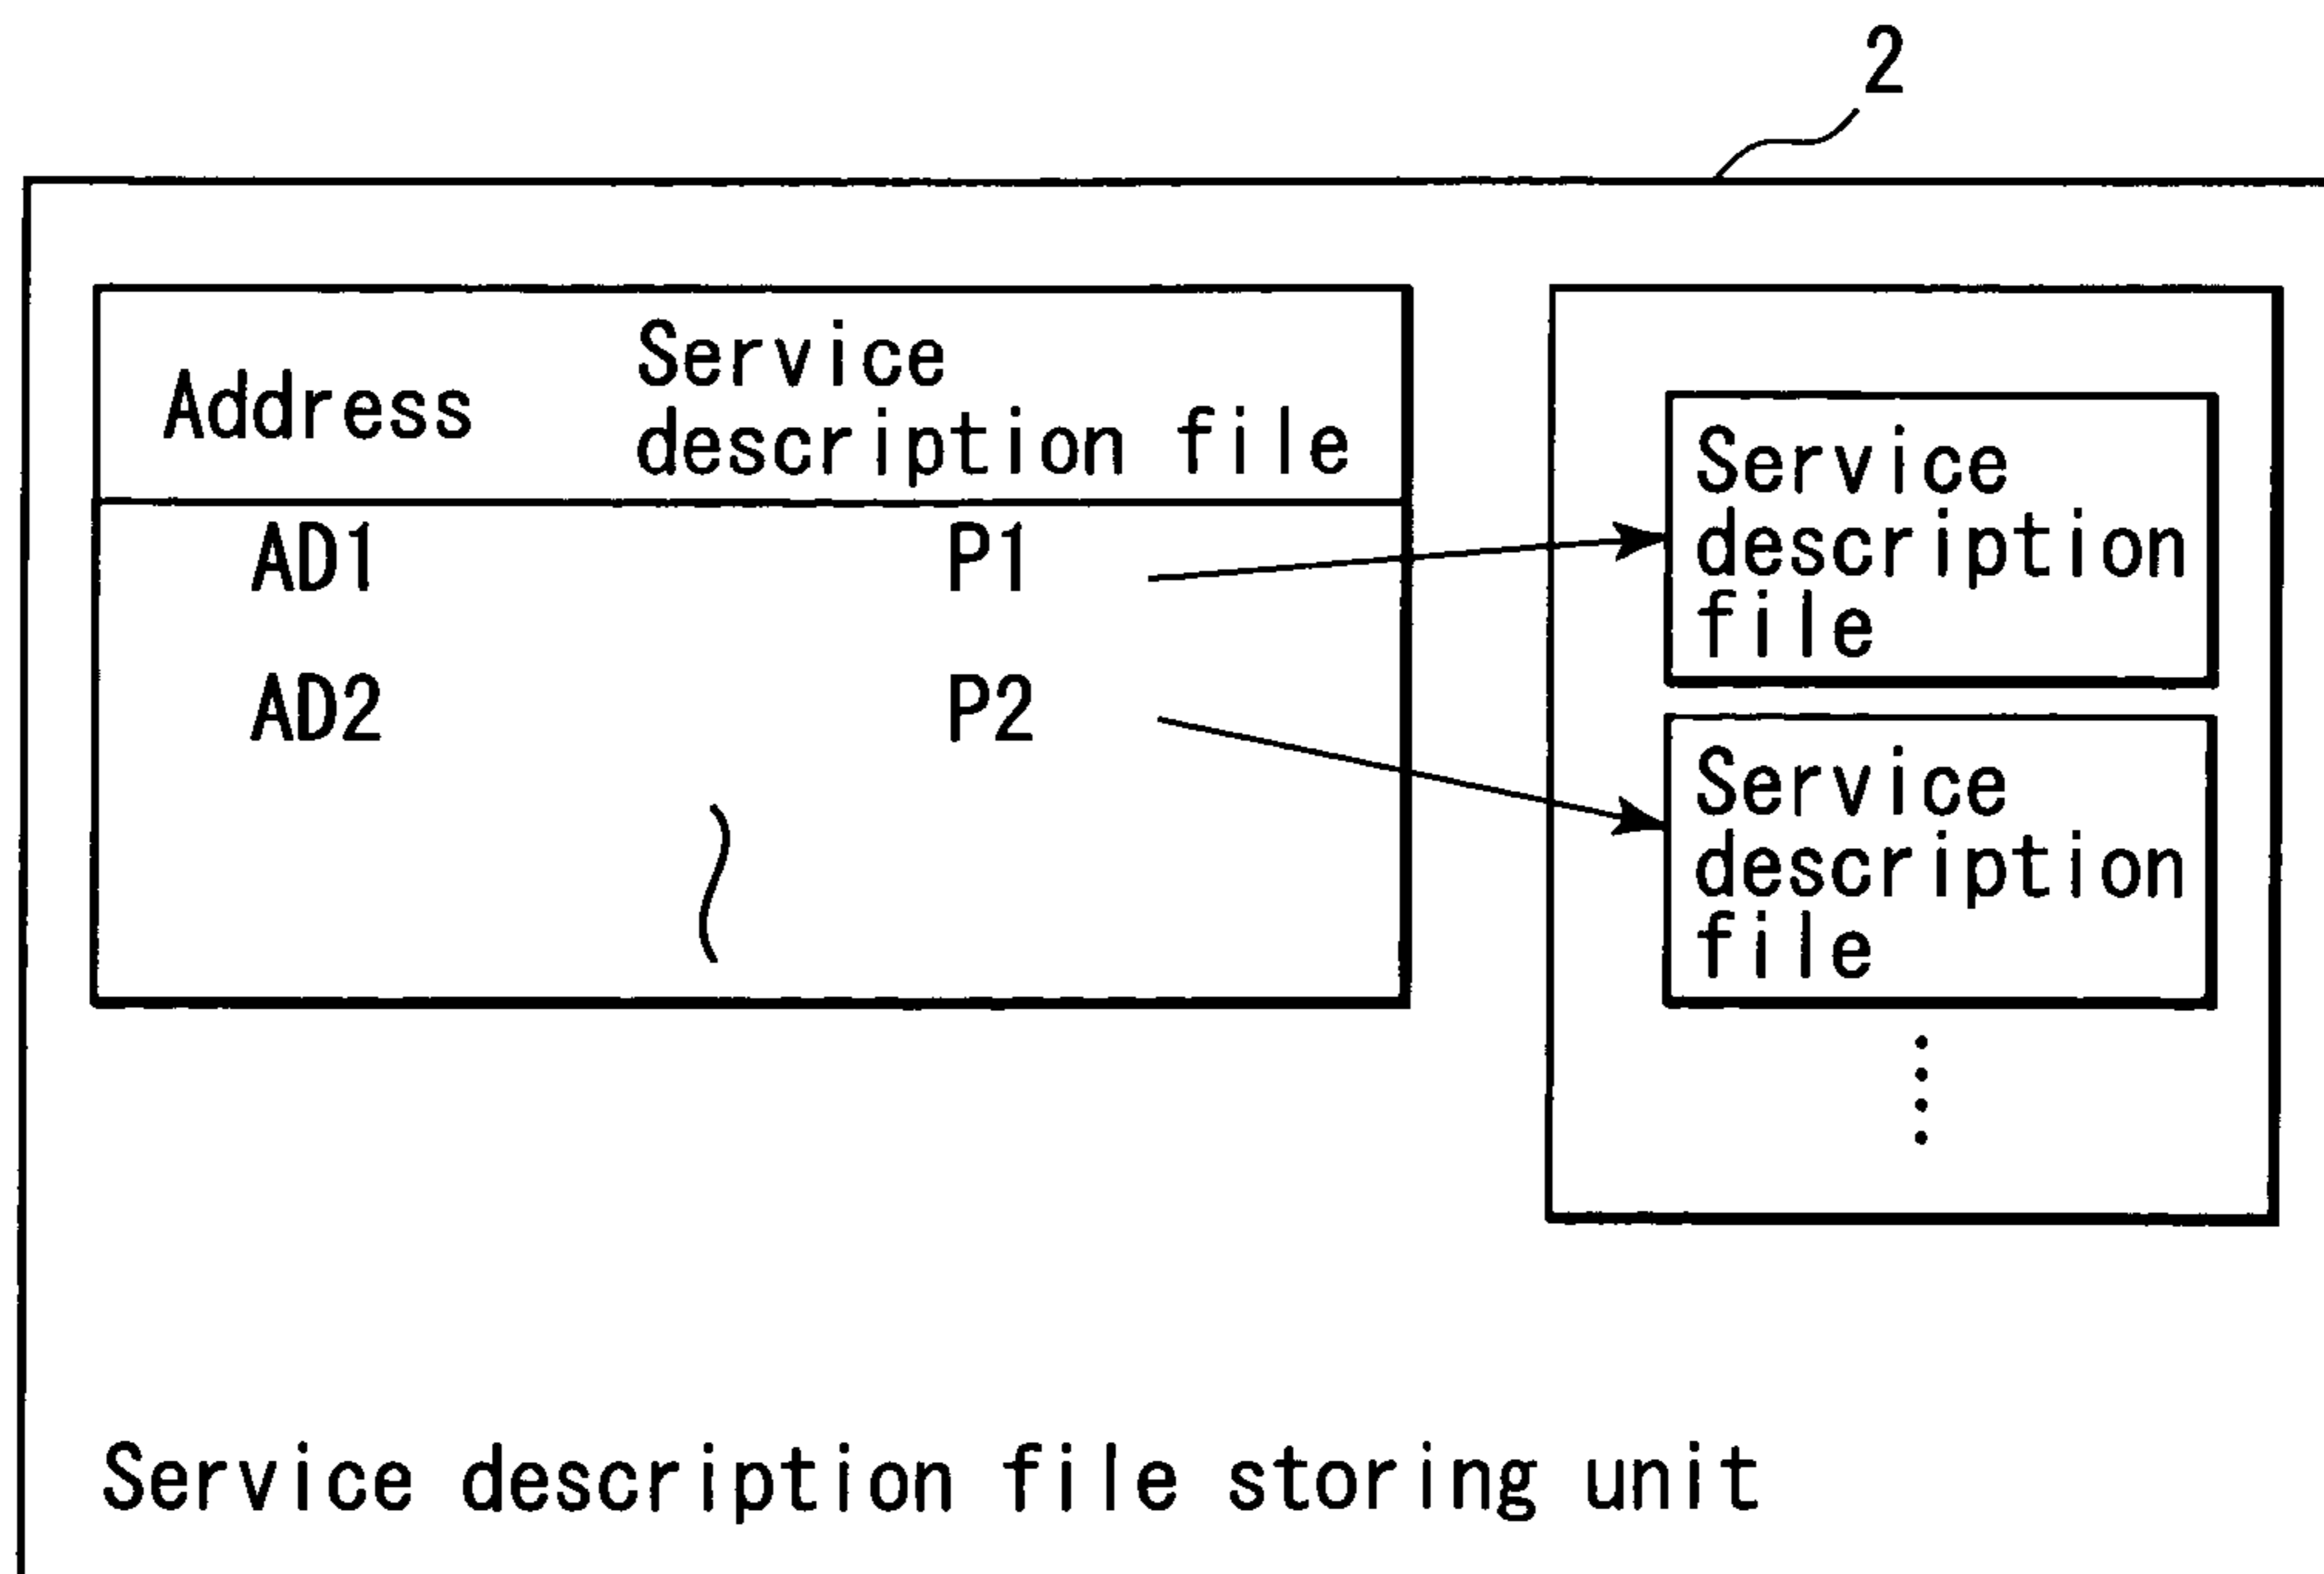 2
Address
Service
description file
AD1 P1
AD2 P2
Service
description
file
Service
description
file
Service description file storing unit